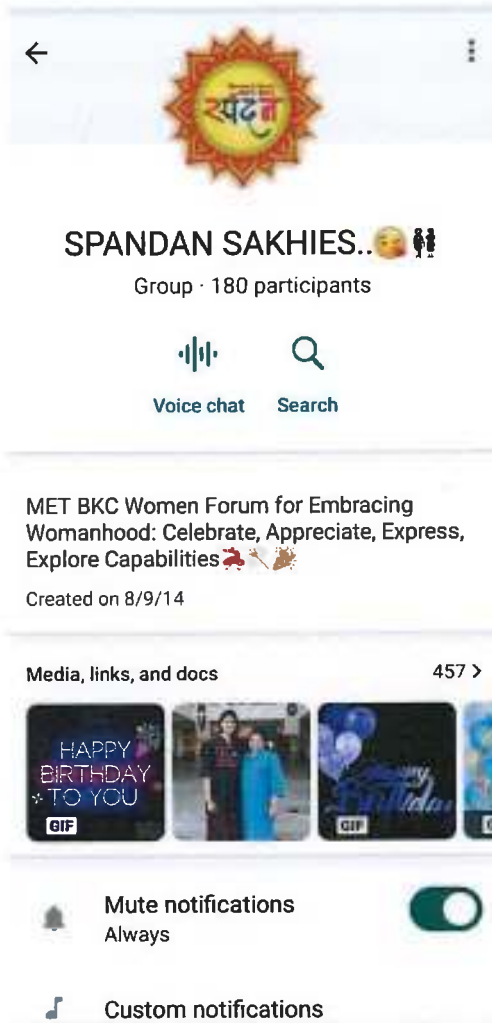 स्पंदन
SPANDAN SAKHIES..😘👭
Group · 180 participants
Voice chat
Search
MET BKC Women Forum for Embracing
Womanhood: Celebrate, Appreciate, Express,
Explore Capabilities💃🪄🎉
Created on 8/9/14
Media, links, and docs
457 >
HAPPY
BIRTHDAY
TO YOU
GIF
Happy
Birthday
GIF
Mute notifications
Always
Custom notifications